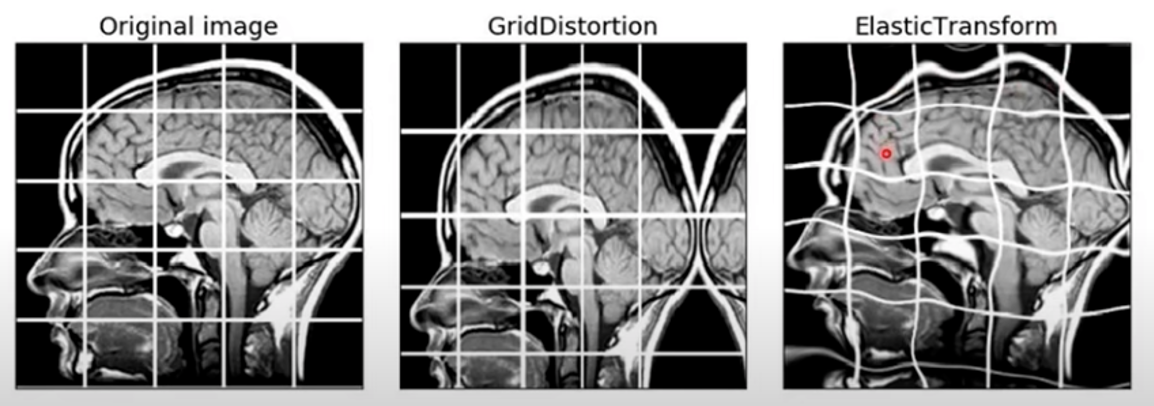 Original image
GridDistortion
ElasticTransform